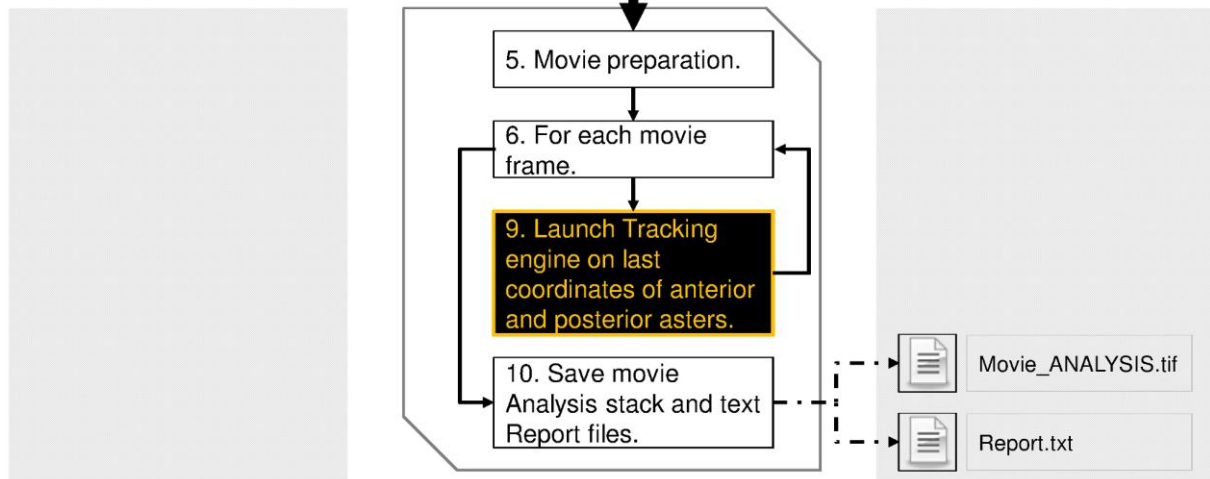 5. Movie preparation.
6. For each movie
frame.
9. Launch Tracking
engine on last
coordinates of anterior
and posterior asters.
10. Save movie
Analysis stack and text
Report files.
Movie_ANALYSIS.tif
Report.txt